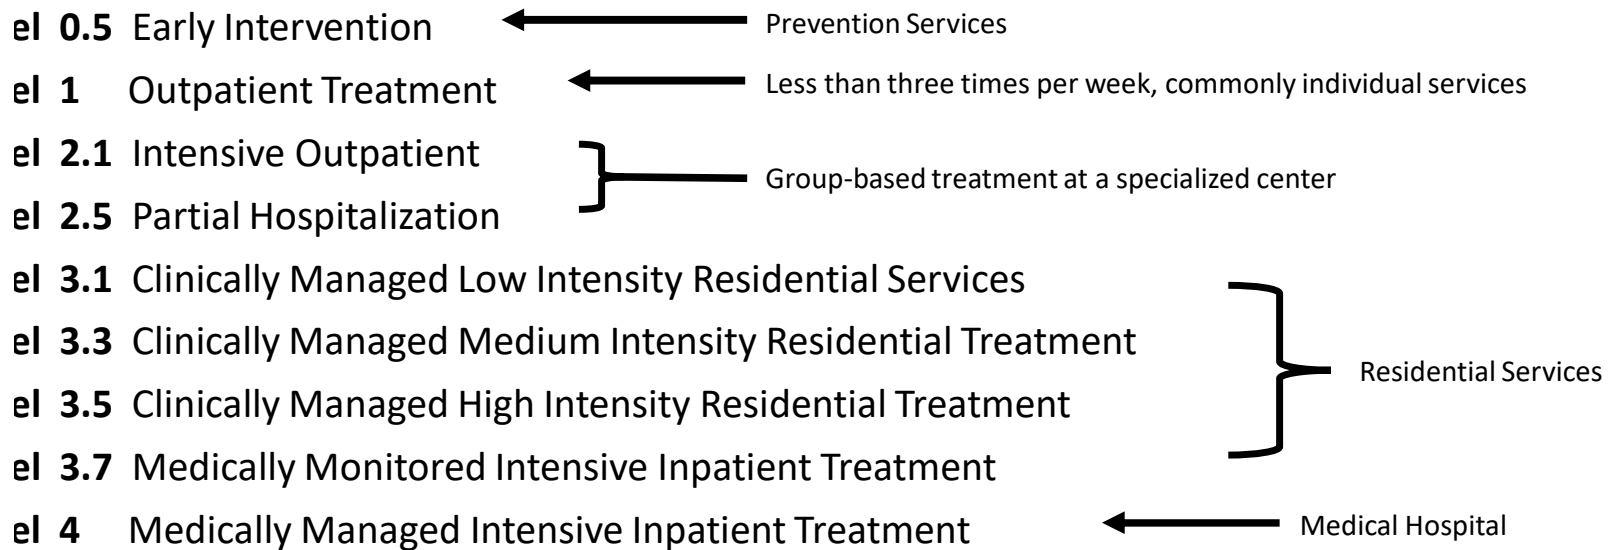 el 0.5 Early Intervention
Prevention Services
el 1 Outpatient Treatment
Less than three times per week, commonly individual services
el 2.1 Intensive Outpatient
Group-based treatment at a specialized center
el 2.5 Partial Hospitalization
el 3.1 Clinically Managed Low Intensity Residential Services
el 3.3 Clinically Managed Medium Intensity Residential Treatment
Residential Services
el 3.5 Clinically Managed High Intensity Residential Treatment
el 3.7 Medically Monitored Intensive Inpatient Treatment
el 4 Medically Managed Intensive Inpatient Treatment
Medical Hospital